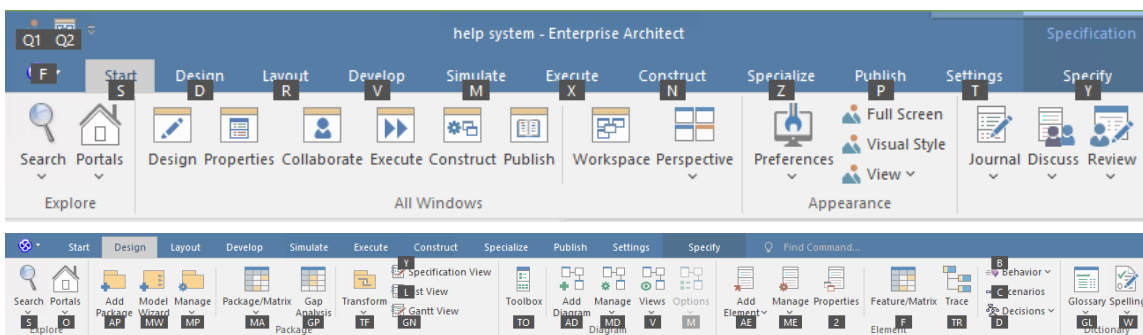 Q1 Q2 help system - Enterprise Architect Specification
Start Design Layout Develop Simulate Execute Construct Specialize Publish Settings Specify
F S D R V M X N Z P T Y
Full Screen
Visual Style
Search Portals Design Properties Collaborate Execute Construct Publish Workspace Perspective Preferences Journal Discuss Review
View
Explore All Windows Appearance
Start Design Layout Develop Simulate Execute Construct Specialize Publish Settings Specify Find Command...
Y B
Specification View Behavior
L st View C cenarios
Search Portals Add Package Model Wizard Manage Package/Matrix Gap Analysis Transform Gantt View Toolbox Add Diagram Manage Views Options Add Element Manage Properties Feature/Matrix Trace Decisions Glossary Spelling
S O AP MW MP MA GP TF GN TO AD MD V M AE ME 2 F TR D GL W
Explore Package Diagram Element Dictionary